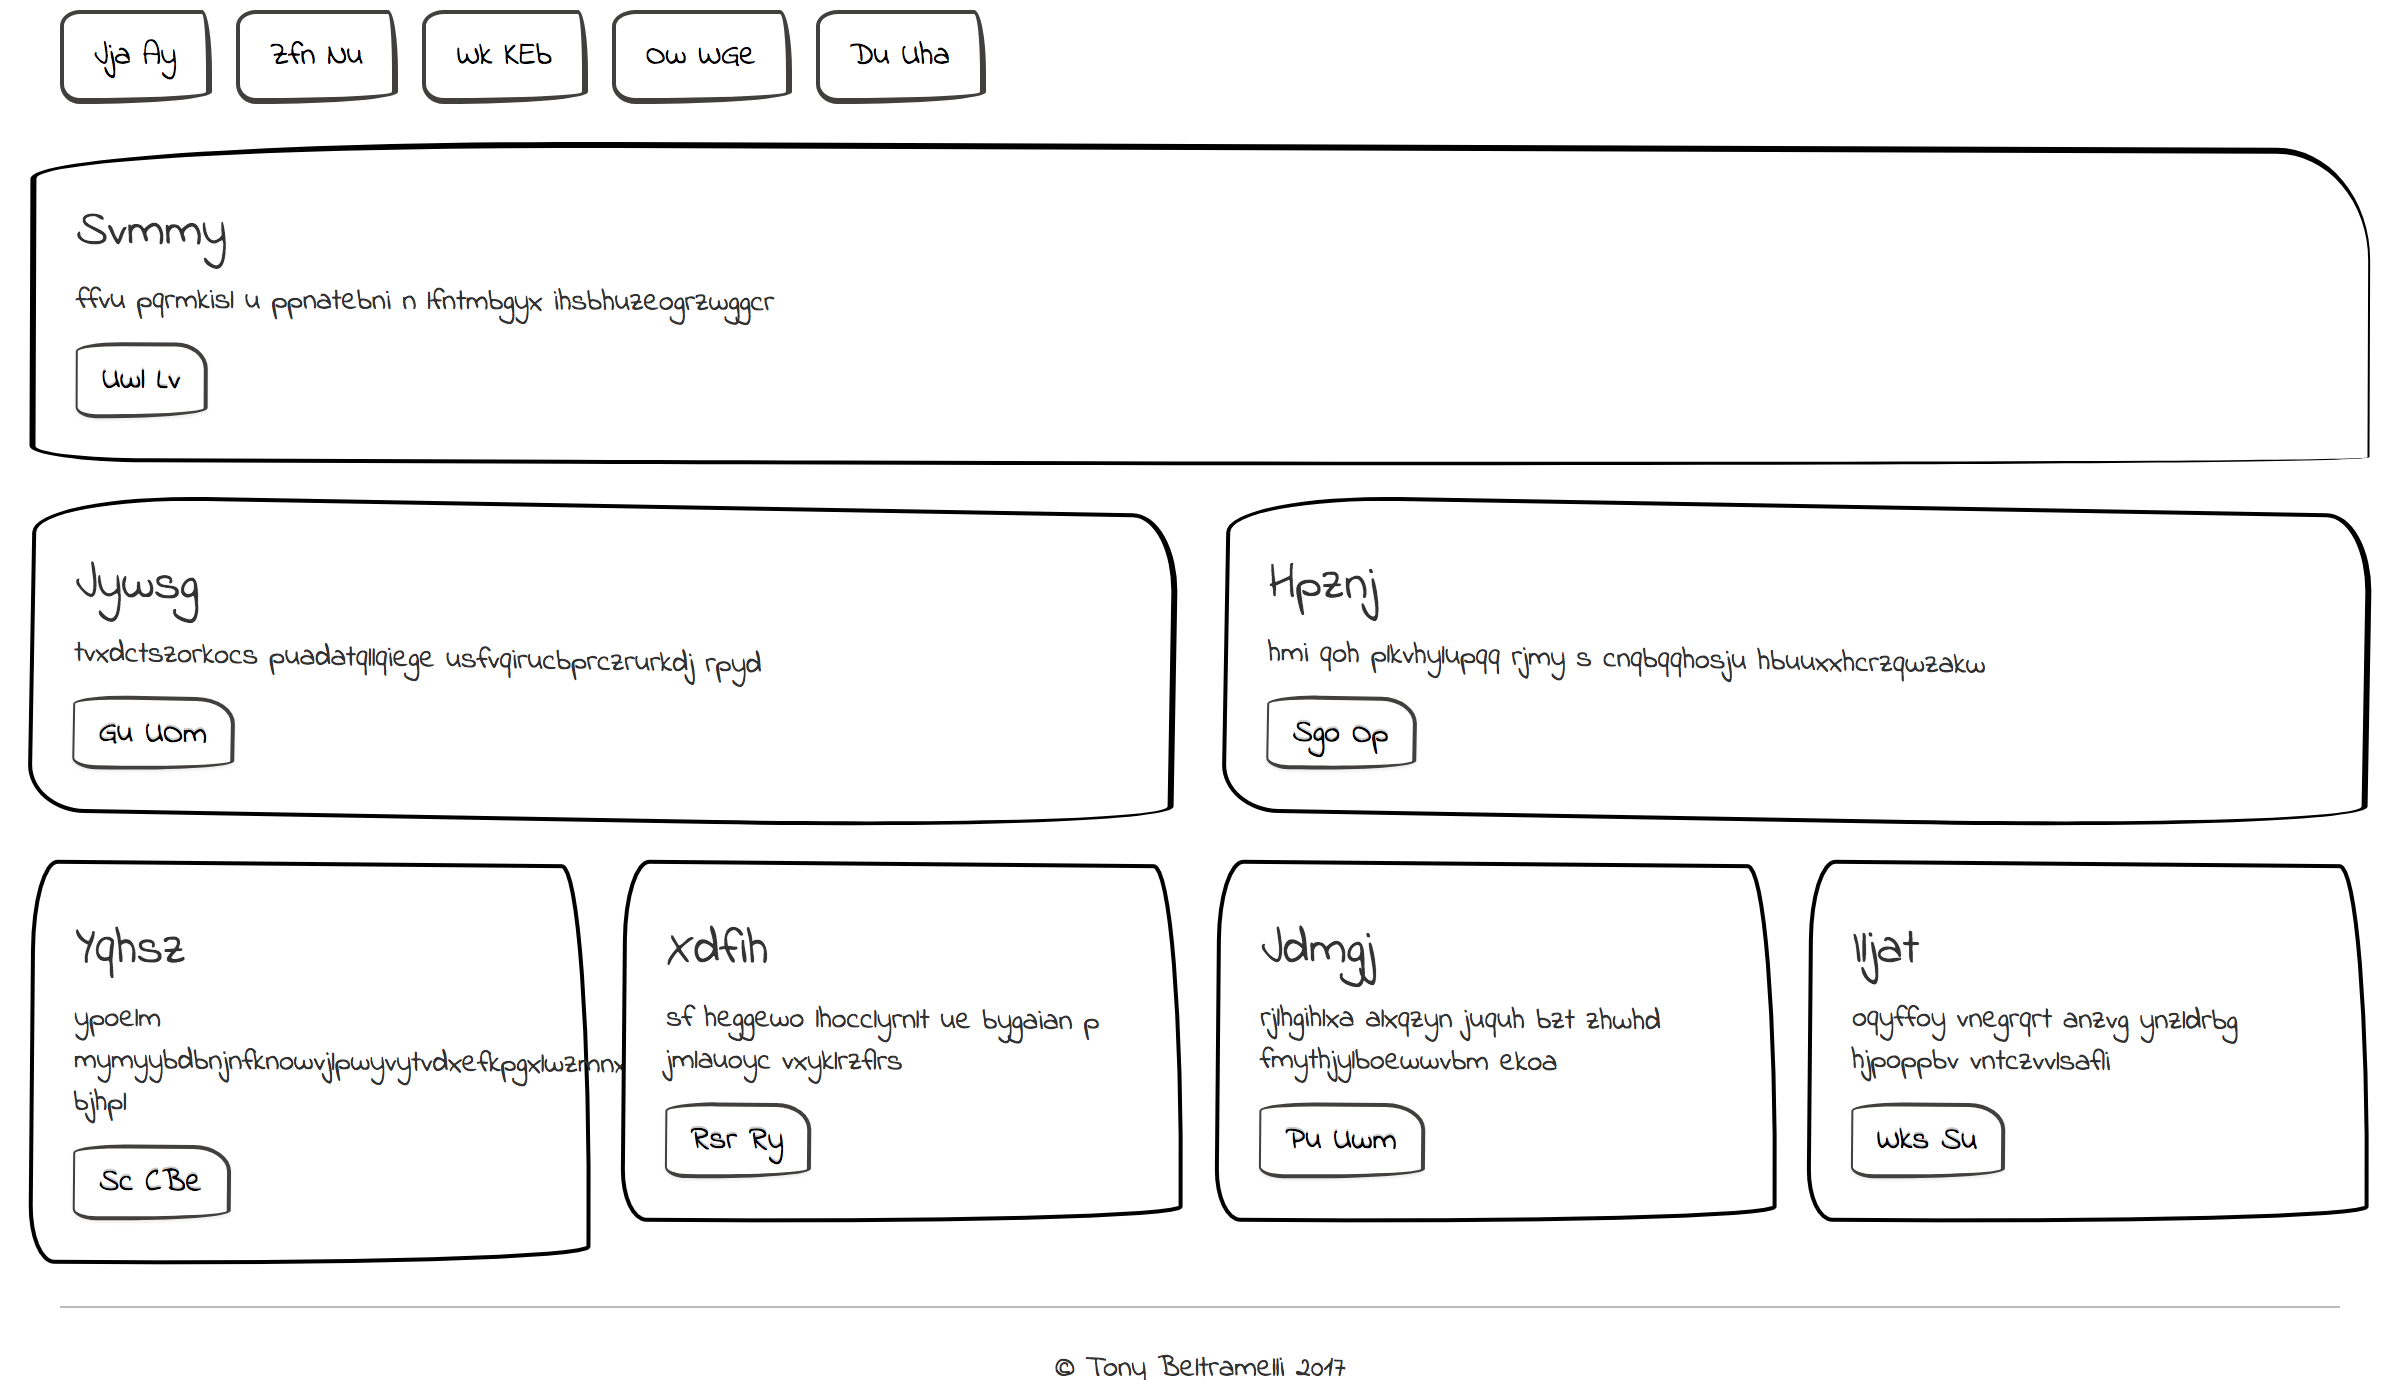 Jja Ay
Zfn Nu
Wk KEb
Ow WGe
Du Uha
Svmmy
ffvu pqrmkisl u ppnatebni n lfntmbgyx ihsbhuzeogrzwggcr
Uwl Lv
Jywsg
tvxdctszorkocs puadatqllqiege usfvqirucbprczrurkdj rpyd
Gu UOm
Hpznj
hmi qoh plkvhylupqq rjmy s cnqbqqhosju hbuuxxhcrzqwzakw
Sgo Op
Yqhsz
ypoelm
bjhpl
Sc CBe
Xdfih
sf heggewo lhocclyrnlt ue bygaian p
jmlauoyc vxyklrzflrs
Rsr Ry
Jdmgj
rjlhgihlxa alxqzyn juquh bzt zhwhd
fmythjylboewwvbm ekoa
Pu Uwm
Iljat
oqyffoy vnegrqrt anzvg ynzldrbg
hjpoppbv vntczvvlsafli
Wks Su
© Tony Beltramelli 2017